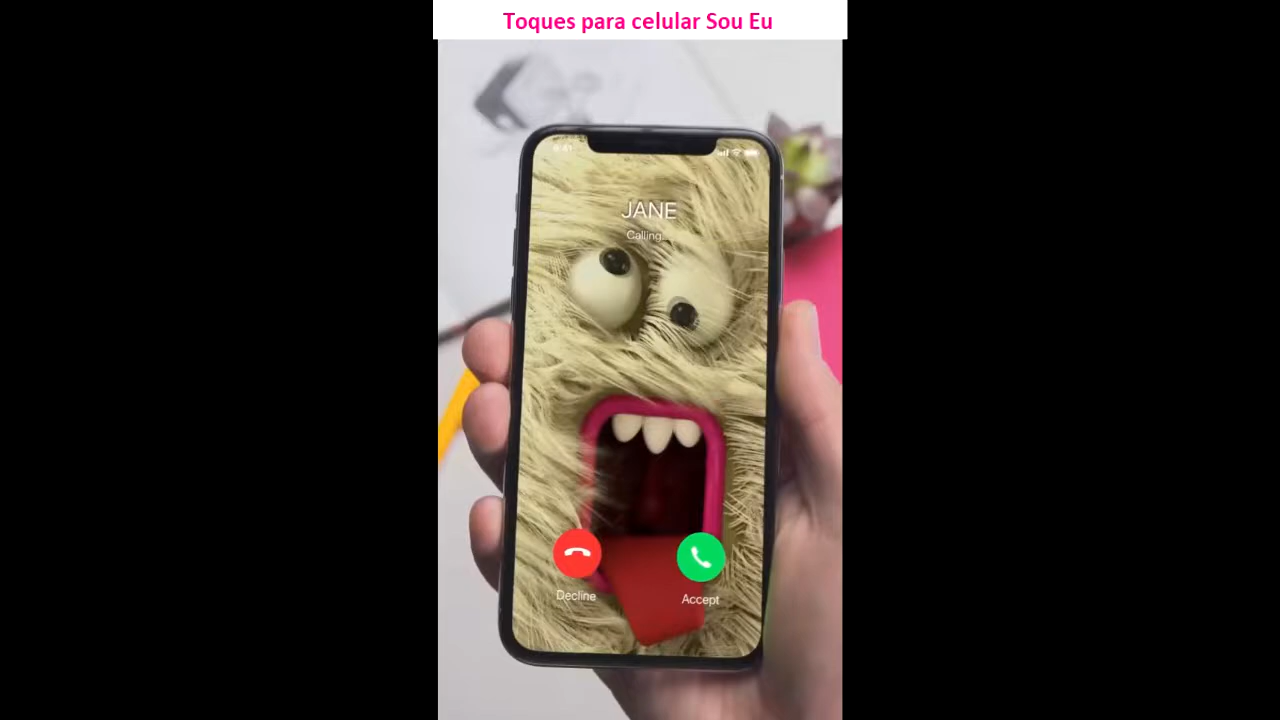 Toques para celular Sou Eu
JANE
Calling...
Decline
Accept